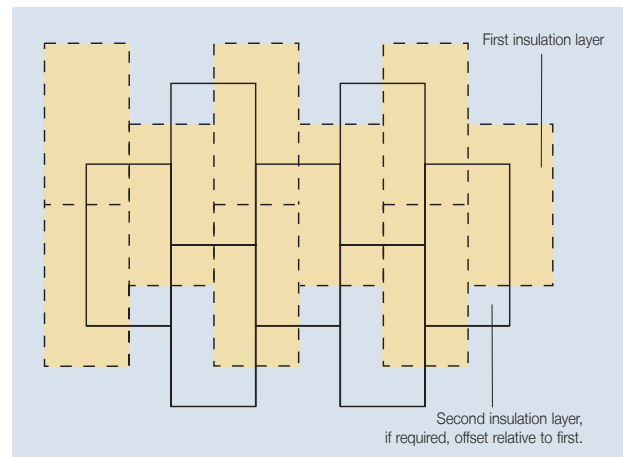 First insulation layer
Second insulation layer,
if required, offset relative to first.